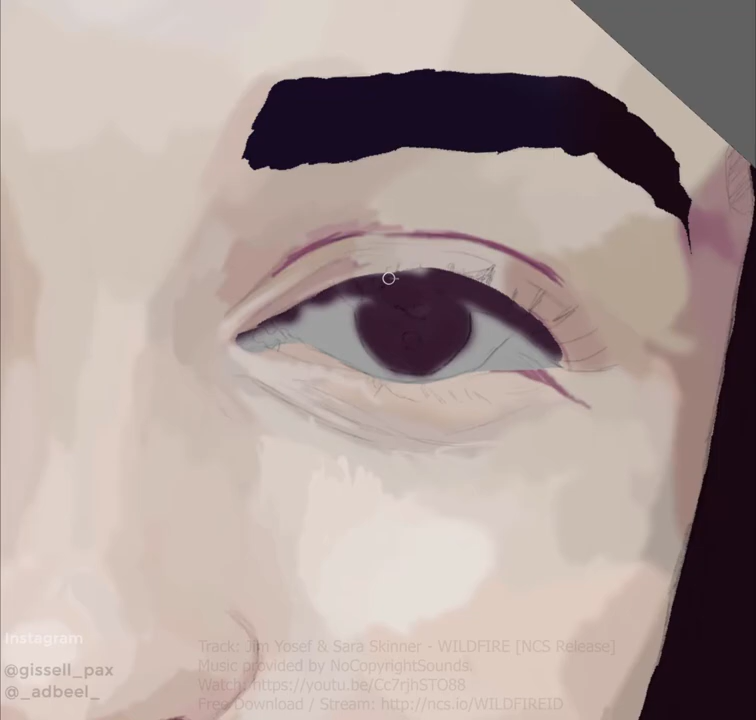 Instagram
@gissell_pax
@_adbeel_
Track: Jim Yosef & Sara Skinner - WILDFIRE [NCS Release]
Music provided by NoCopyrightSounds.
Watch: https://youtu.be/Cc7rjhSTO88
Free Download / Stream: http://ncs.io/WILDFIREID